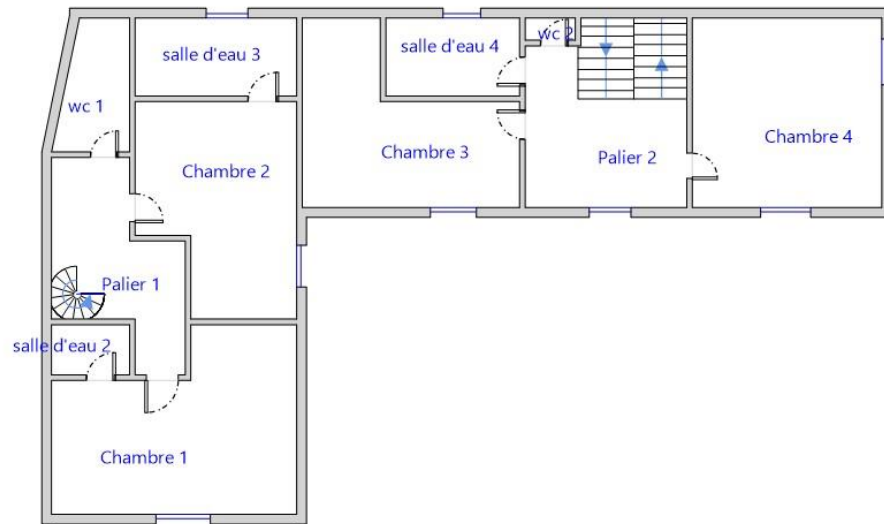 salle d'eau 3
salle d'eau 4
wc 2
wc 1
Chambre 4
Chambre 3
Palier 2
Chambre 2
Palier 1
salle d'eau 2
Chambre 1